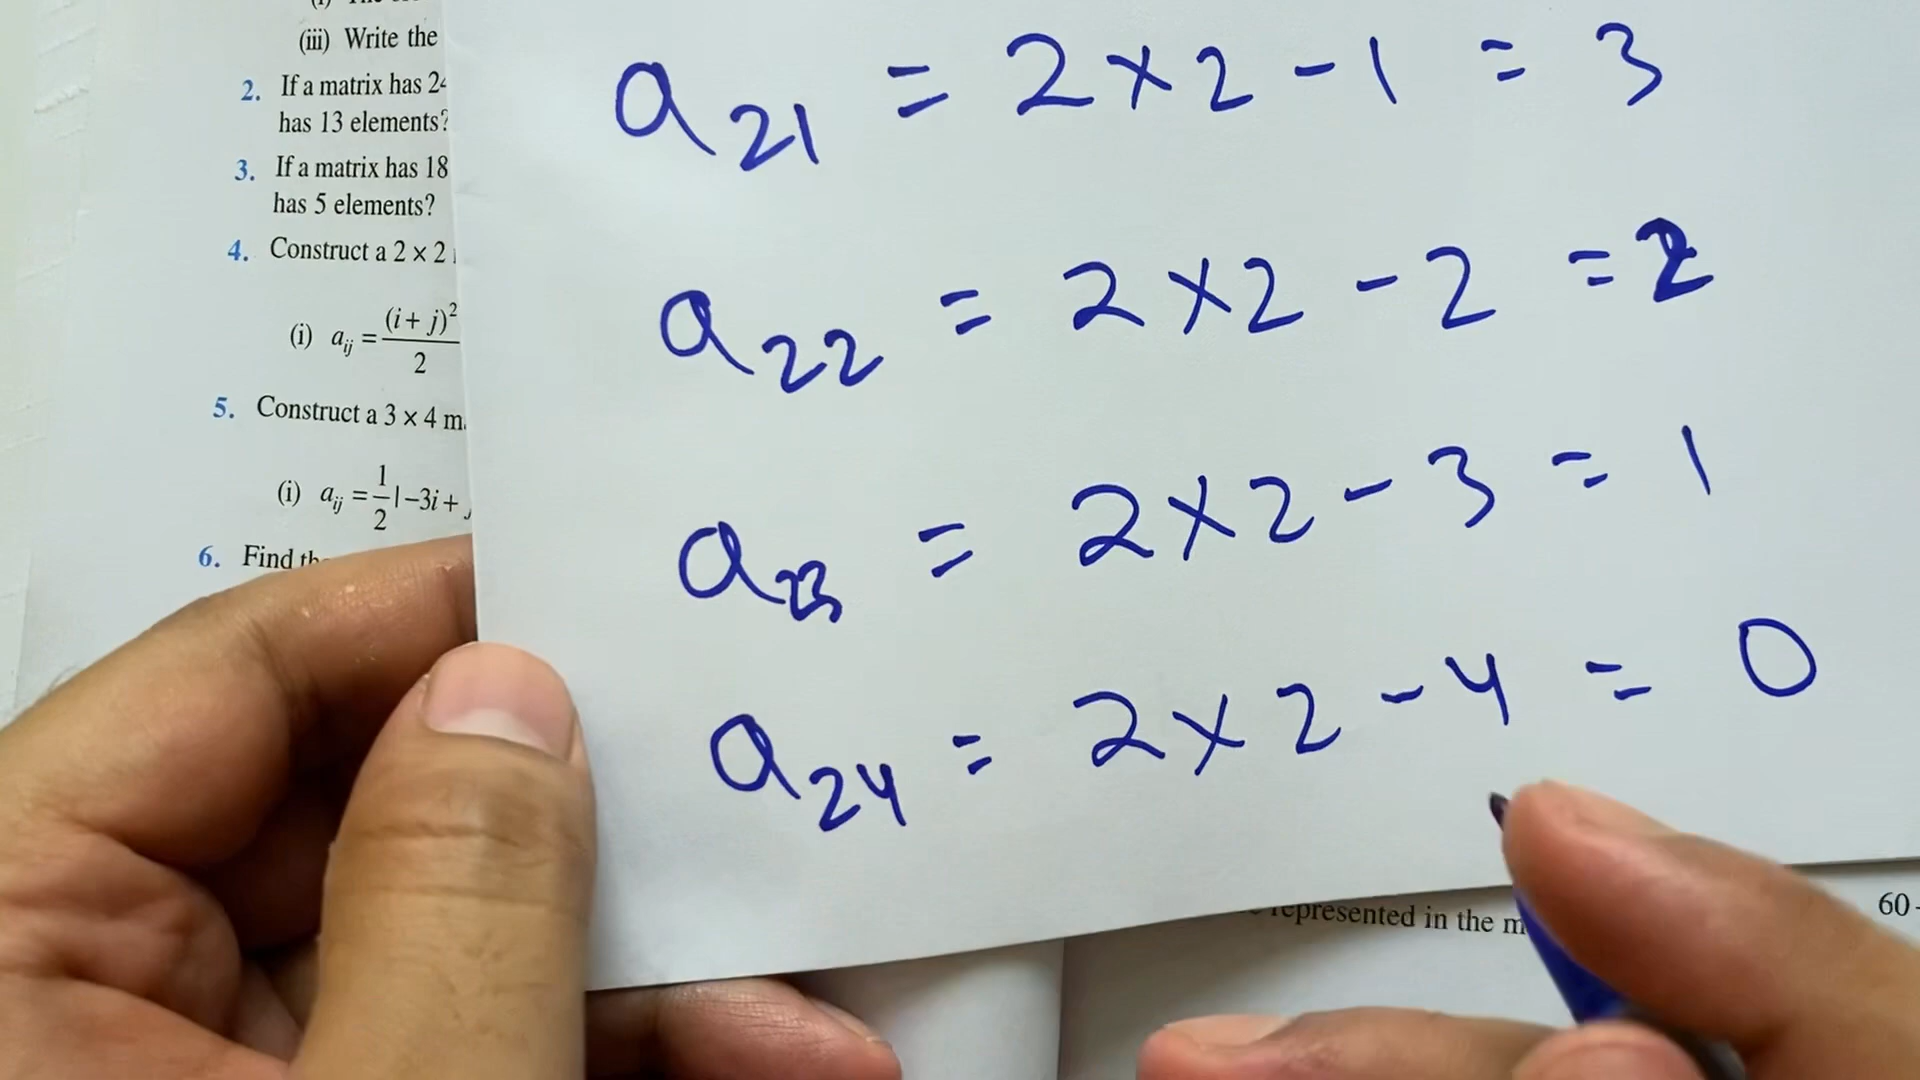 (iii) Write the
2. If a matrix has 24
has 13 elements?
3. If a matrix has 18
has 5 elements?
4. Construct a 2 × 2
(i) aij = (i + j)² / 2
5. Construct a 3 × 4 m
(i) aij = 1/2 |−3i +
6. Find th
a21 = 2 × 2 − 1 = 3
a22 = 2 × 2 − 2 = 2
a23 = 2 × 2 − 3 = 1
a24 = 2 × 2 − 4 = 0
represented in the m
60